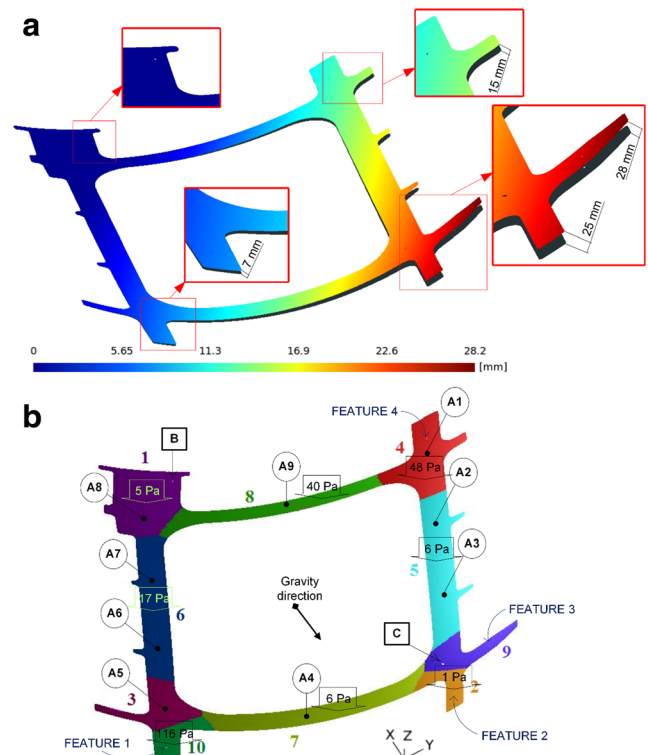 a
15 mm
28 mm
25 mm
7 mm
0 5.65 11.3 16.9 22.6 28.2 [mm]
b
FEATURE 4
A1
B
1
4
48 Pa
A9
A2
A8
5 Pa
8
40 Pa
A7
A3
6 Pa
5
17 Pa
6
Gravity
direction
A6
FEATURE 3
C
9
A5
A4
3
6 Pa
1 Pa
2
116 Pa
10
7
X Z Y
FEATURE 1
FEATURE 2